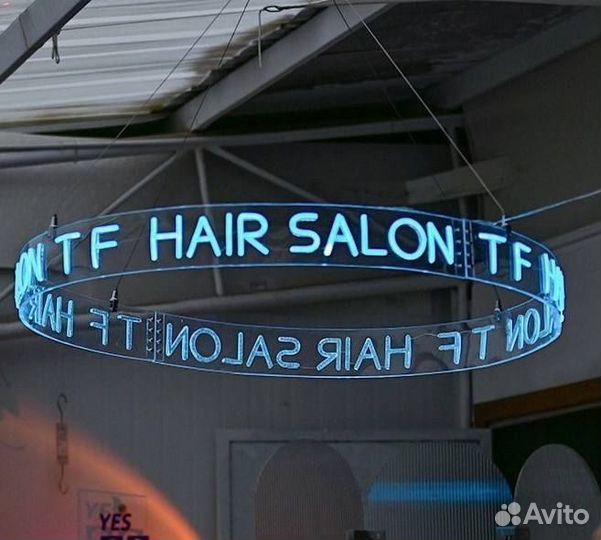 TF HAIR SALON TF
TF HAIR SALON TF
YES
Avito